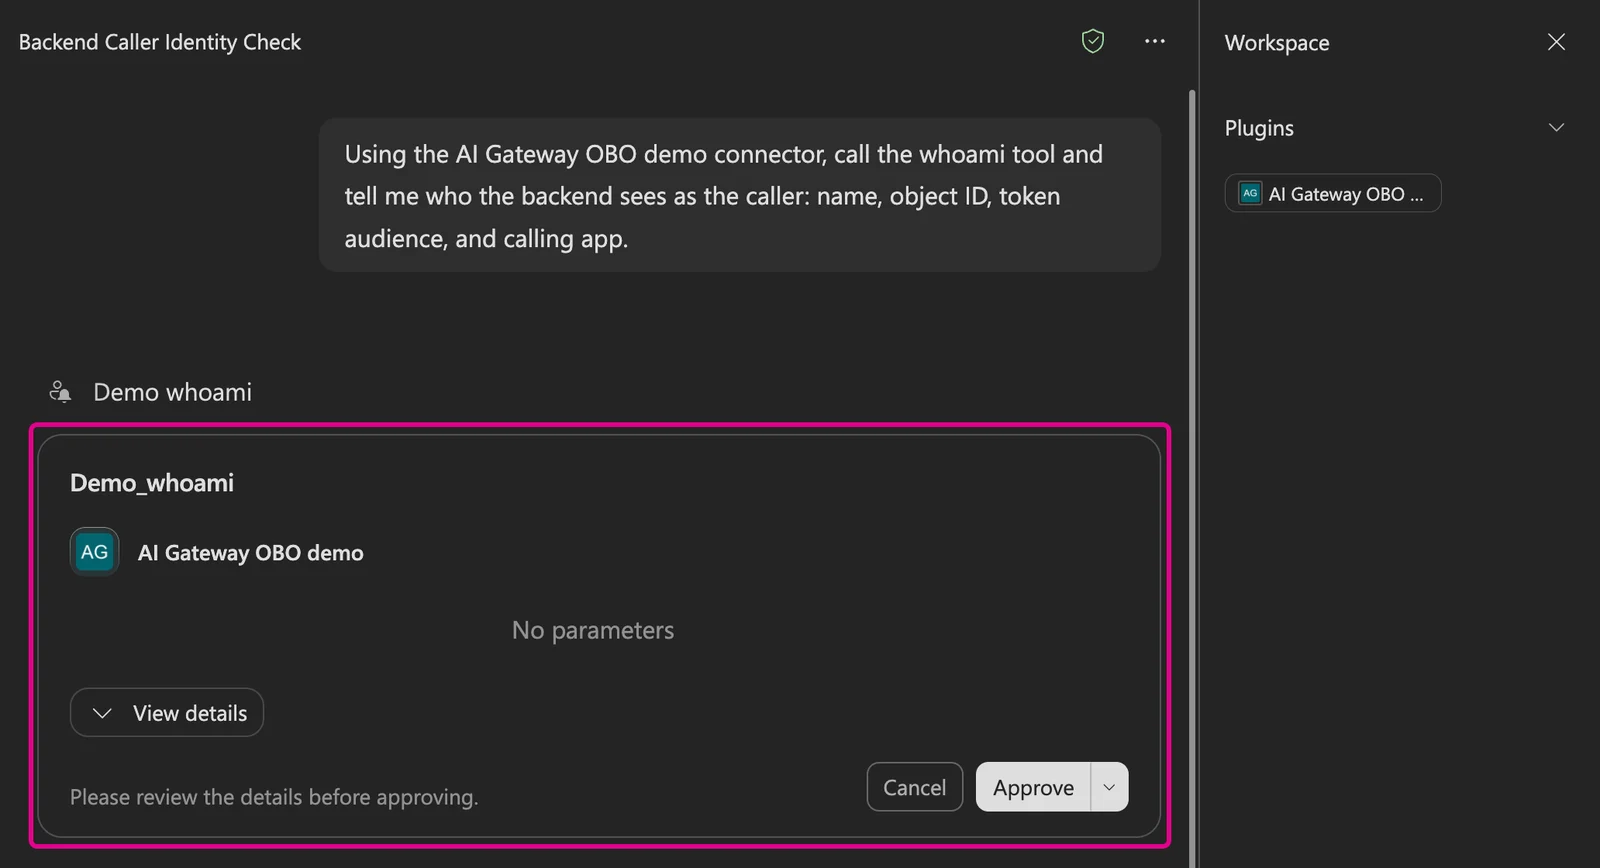 Backend Caller Identity Check
Workspace
Plugins
AG AI Gateway OBO ...
Using the AI Gateway OBO demo connector, call the whoami tool and
tell me who the backend sees as the caller: name, object ID, token
audience, and calling app.
Demo whoami
Demo_whoami
AG AI Gateway OBO demo
No parameters
View details
Please review the details before approving.
Cancel
Approve